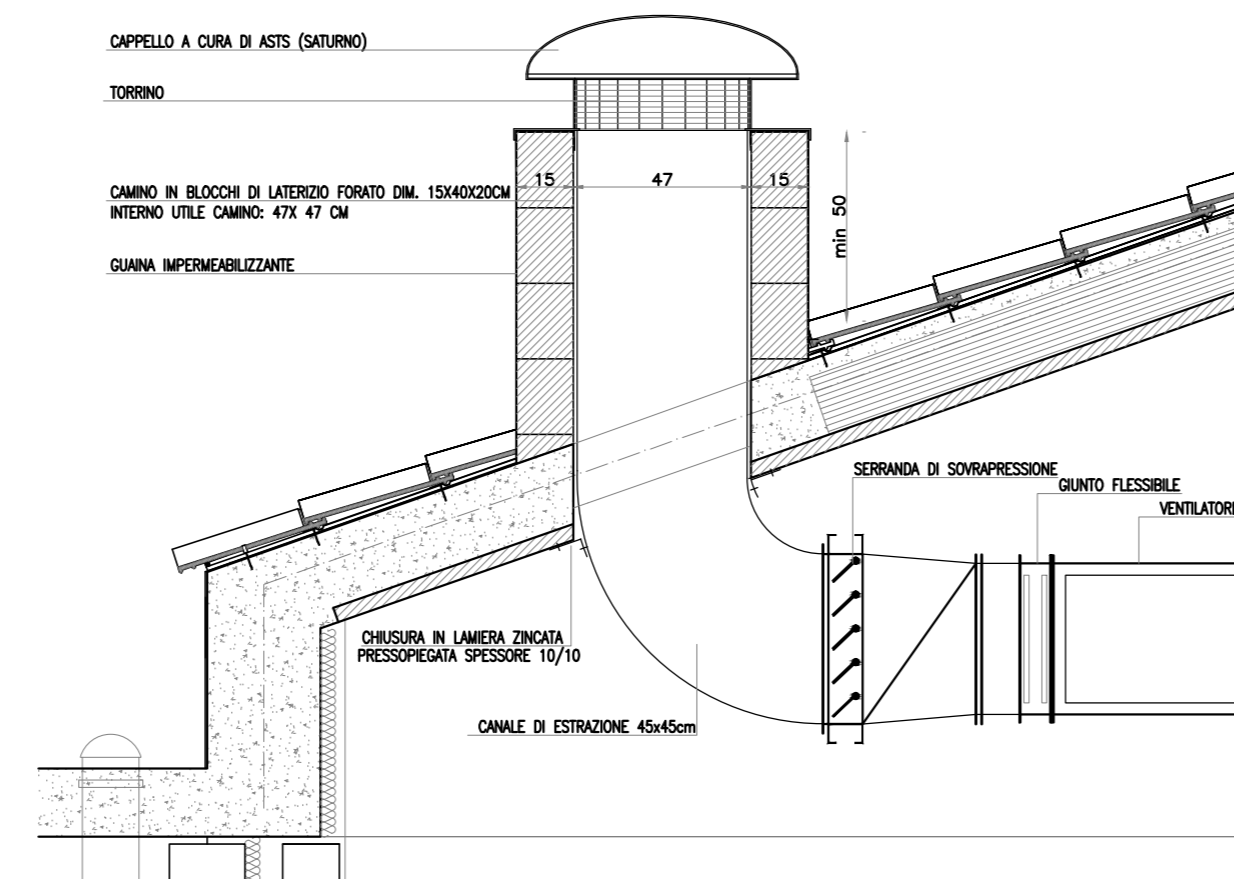 CAPPELLO A CURA DI ASTS (SATURNO)
TORRINO
CAMINO IN BLOCCHI DI LATERIZIO FORATO DIM. 15X40X20CM
INTERNO UTILE CAMINO: 47X 47 CM
GUAINA IMPERMEABILIZZANTE
15
47
15
min 50
SERRANDA DI SOVRAPRESSIONE
GIUNTO FLESSIBILE
VENTILATORE
CHIUSURA IN LAMIERA ZINCATA
PRESSOPIEGATA SPESSORE 10/10
CANALE DI ESTRAZIONE 45x45cm